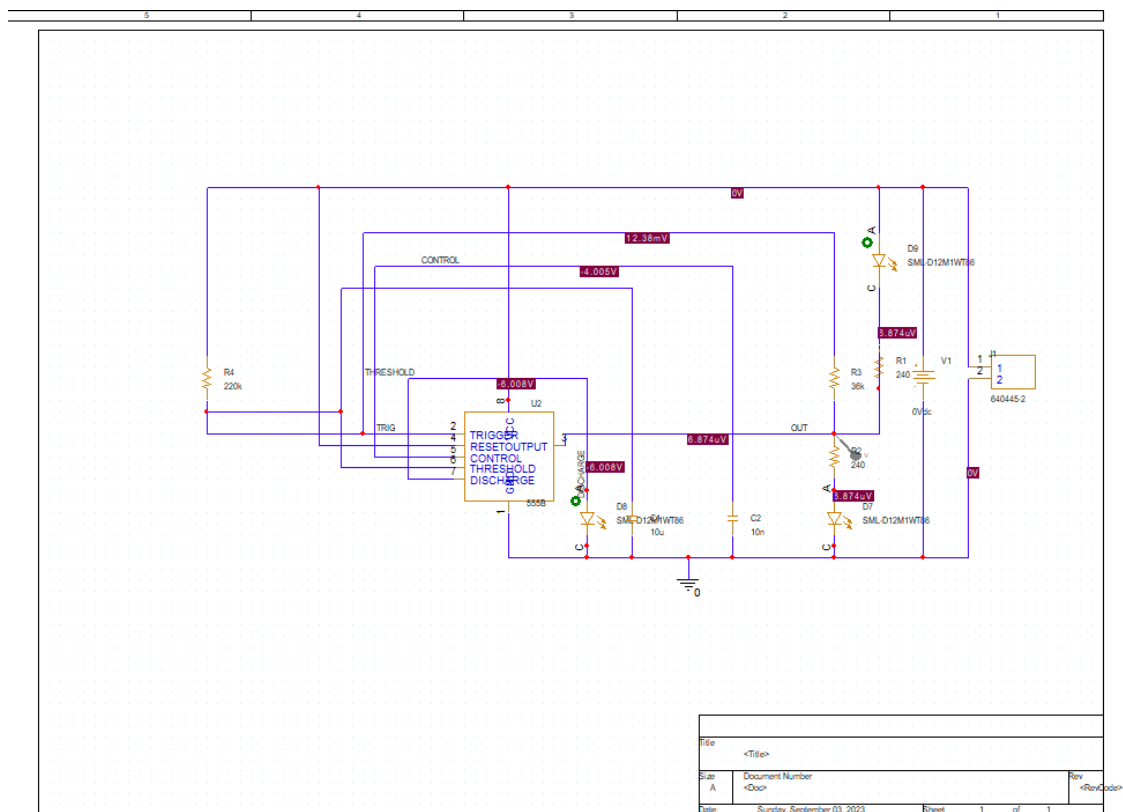 5 4 3 2 1
0V
12.38mV
A
D9
SML-D12M1WT86
CONTROL
-4.005V
C
R4
220k
THRESHOLD
-6.008V
8
U2
R3
36k
R1
240
V1
0Vdc
J1
1
2
1
2
640445-2
TRIG
2
4
5
6
7
TRIGGER
RESET
CONTROL
THRESHOLD
DISCHARGE
OUTPUT
VCC
GND
3
1
555B
6.874uV
OUT
240
DISCHARGE
-6.008V
0V
A
D8
SML-D12M1WT86
C
10u
C2
10n
A
D7
SML-D12M1WT86
C
0
Title
<Title>
Size
A
Document Number
<Doc>
Rev
<RevCode>
Date:
Sunday, September 03, 2023
Sheet
1 of 1